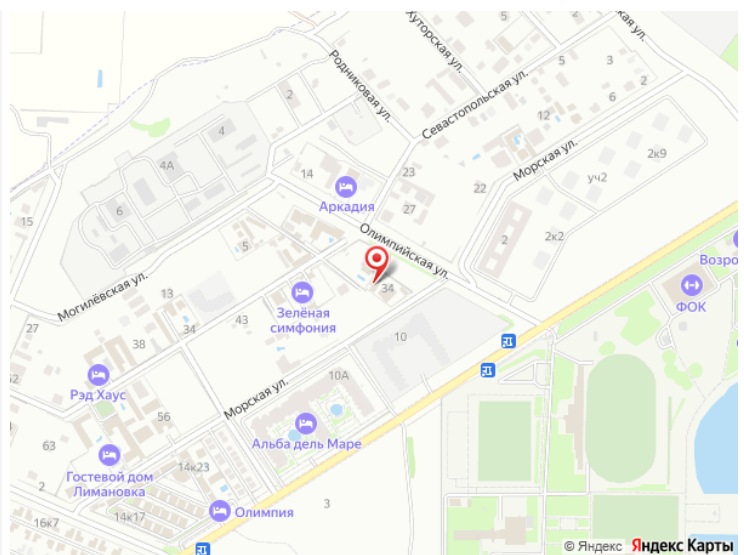 Хуторская ул.
ская ул.
5
3
2
6
Родниковая ул.
Севастопольская ул.
2
4
12
4А
Морская ул.
2к9
14
23
уч2
6
22
15
Аркадия
27
Олимпийская ул.
2
2к2
5
Возро
Могилёвская ул.
13
34
ФОК
Зелёная
симфония
27
34
43
10
38
10А
52
Рэд Хаус
Морская ул.
56
63
Альба дель Маре
Гостевой дом
Лимановка
14к23
2
3
Олимпия
16к7
14к17
© Яндекс Яндекс Карты